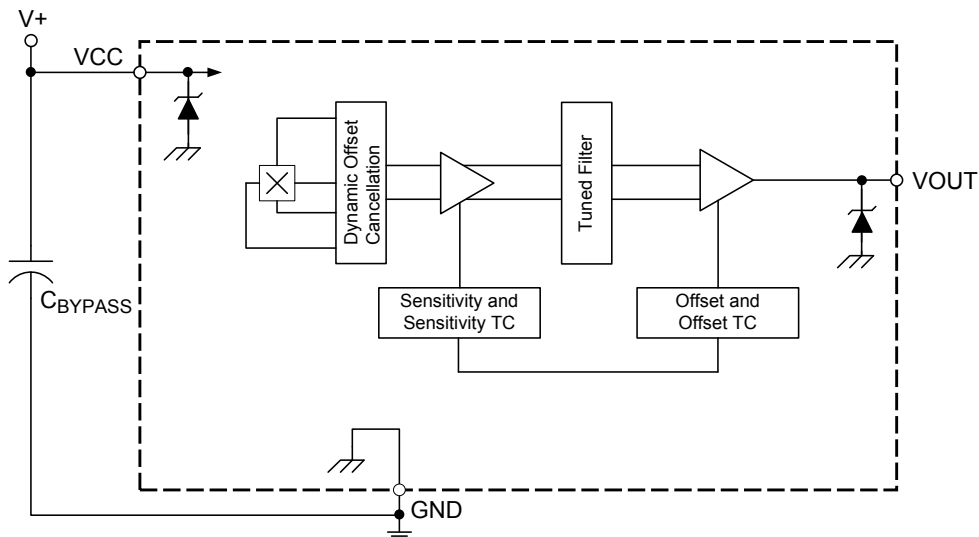 V+
VCC
Dynamic Offset
Cancellation
Tuned Filter
VOUT
CBYPASS
Sensitivity and
Sensitivity TC
Offset and
Offset TC
GND